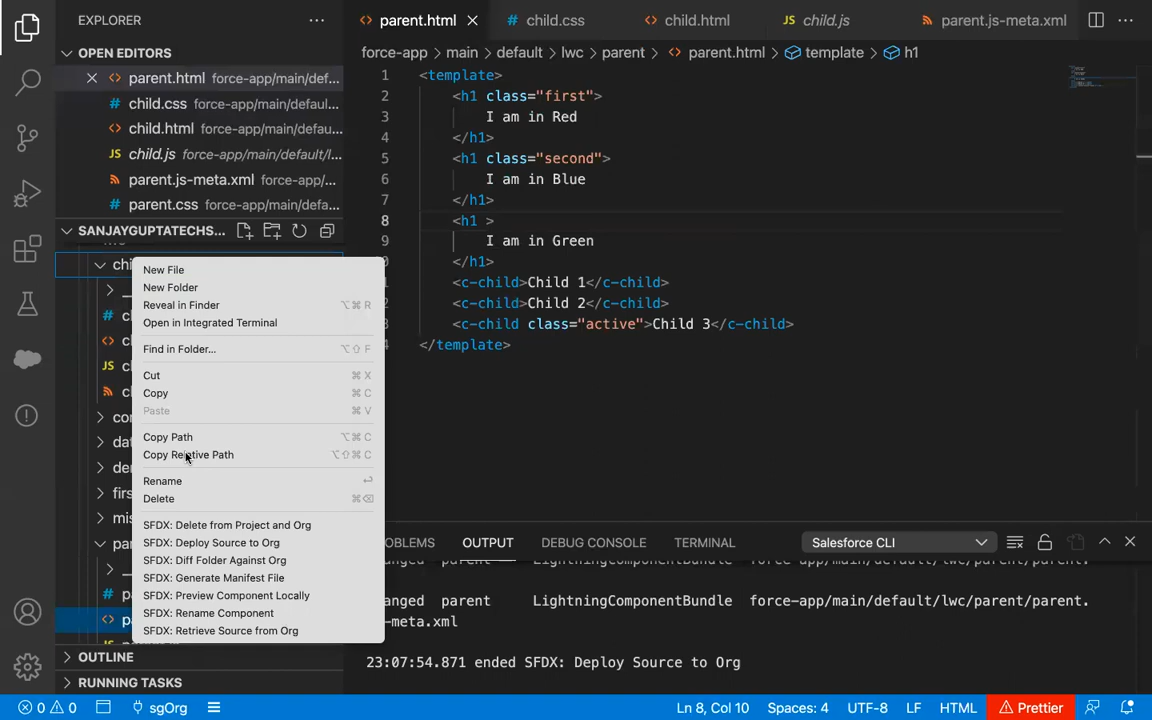 EXPLORER
OPEN EDITORS
parent.html force-app/main/def...
child.css force-app/main/defaul...
child.html force-app/main/defau...
child.js force-app/main/default/l...
parent.js-meta.xml force-app/...
parent.css force-app/main/defa...
SANJAYGUPTATECHS...
New File
New Folder
Reveal in Finder ⌥⌘ R
Open in Integrated Terminal
Find in Folder... ⌥⇧ F
Cut ⌘ X
Copy ⌘ C
Paste ⌘ V
Copy Path ⌥⌘ C
Copy Relative Path ⌥⇧⌘ C
Rename ⏎
Delete ⌘⌫
SFDX: Delete from Project and Org
SFDX: Deploy Source to Org
SFDX: Diff Folder Against Org
SFDX: Generate Manifest File
SFDX: Preview Component Locally
SFDX: Rename Component
SFDX: Retrieve Source from Org
OUTLINE
RUNNING TASKS
parent.html child.css child.html child.js parent.js-meta.xml
force-app > main > default > lwc > parent > parent.html > template > h1
1 <template>
2 <h1 class="first">
3 I am in Red
4 </h1>
5 <h1 class="second">
6 I am in Blue
7 </h1>
8 <h1 >
9 I am in Green
</h1>
<c-child>Child 1</c-child>
<c-child>Child 2</c-child>
<c-child class="active">Child 3</c-child>
</template>
OUTPUT DEBUG CONSOLE TERMINAL Salesforce CLI
parent LightningComponentBundle force-app/main/default/lwc/parent/parent.
-meta.xml
23:07:54.871 ended SFDX: Deploy Source to Org
0 0 sgOrg Ln 8, Col 10 Spaces: 4 UTF-8 LF HTML Prettier